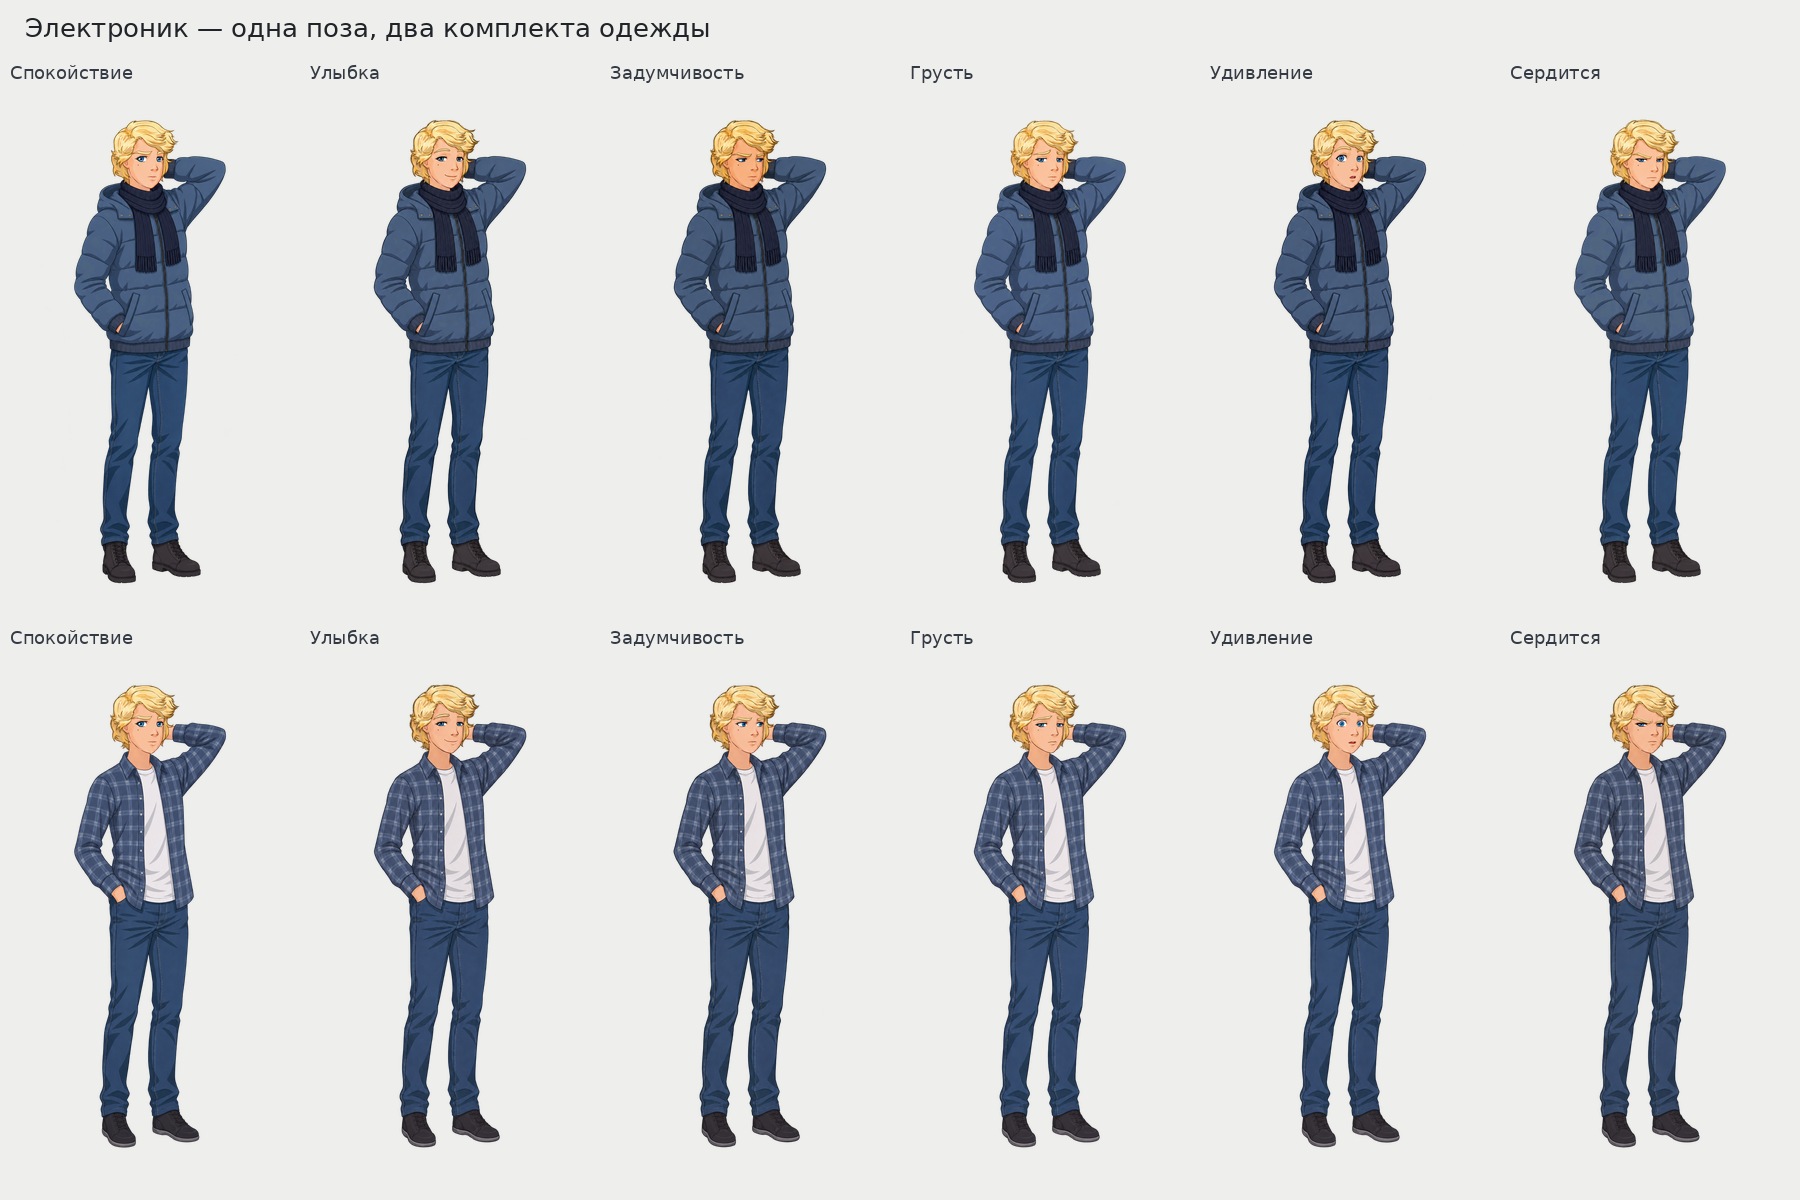 Электроник — одна поза, два комплекта одежды
Спокойствие
Улыбка
Задумчивость
Грусть
Удивление
Сердится
Спокойствие
Улыбка
Задумчивость
Грусть
Удивление
Сердится